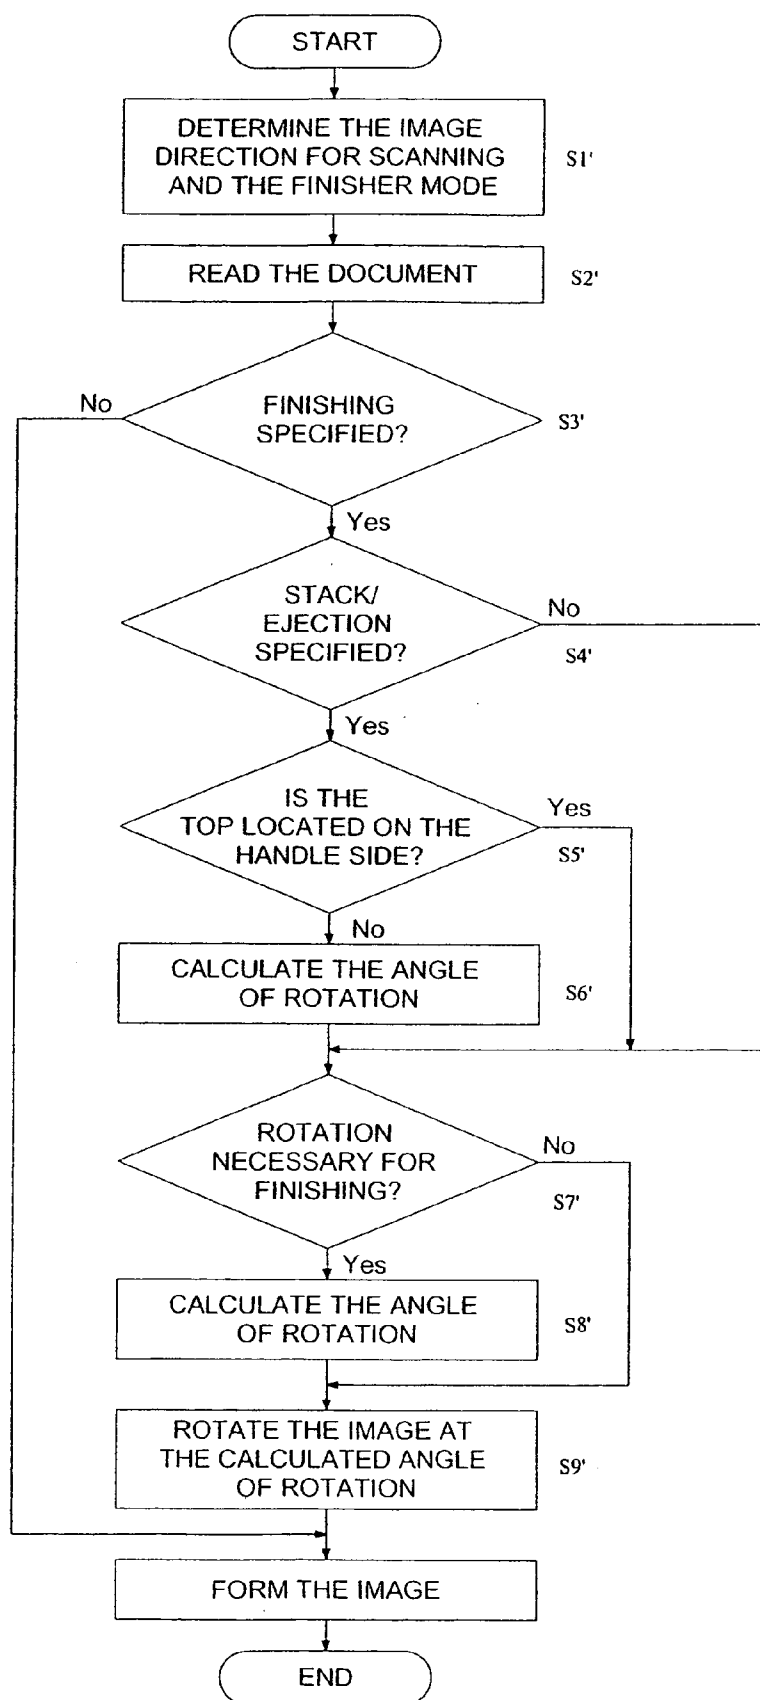 START
DETERMINE THE IMAGE
DIRECTION FOR SCANNING
AND THE FINISHER MODE
S1'
READ THE DOCUMENT
S2'
No
FINISHING
SPECIFIED?
S3'
Yes
STACK/
EJECTION
SPECIFIED?
No
S4'
Yes
IS THE
TOP LOCATED ON THE
HANDLE SIDE?
Yes
S5'
No
CALCULATE THE ANGLE
OF ROTATION
S6'
ROTATION
NECESSARY FOR
FINISHING?
No
S7'
Yes
CALCULATE THE ANGLE
OF ROTATION
S8'
ROTATE THE IMAGE AT
THE CALCULATED ANGLE
OF ROTATION
S9'
FORM THE IMAGE
END